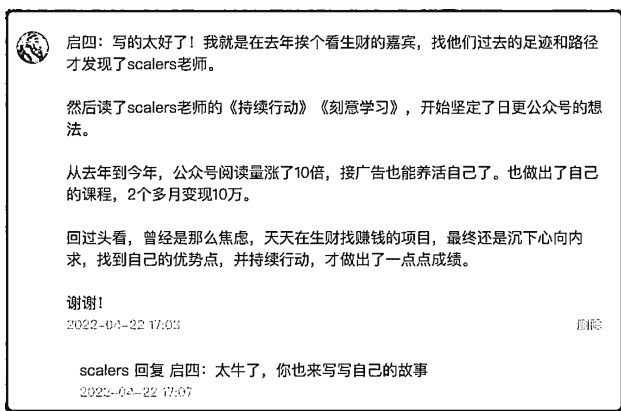 启四：写的太好了！我就是在去年挨个看生财的嘉宾，找他们过去的足迹和路径
才发现了scalers老师。
然后读了scalers老师的《持续行动》《刻意学习》，开始坚定了日更公众号的想
法。
从去年到今年，公众号阅读量涨了10倍，接广告也能养活自己了。也做出了自己
的课程，2个多月变现10万。
回过头看，曾经是那么焦虑，天天在生财找赚钱的项目，最终还是沉下心向内
求，找到自己的优势点，并持续行动，才做出了一点点成绩。
谢谢！
2022-04-22 17:03 删除
scalers 回复 启四：太牛了，你也来写写自己的故事
2022-04-22 17:07